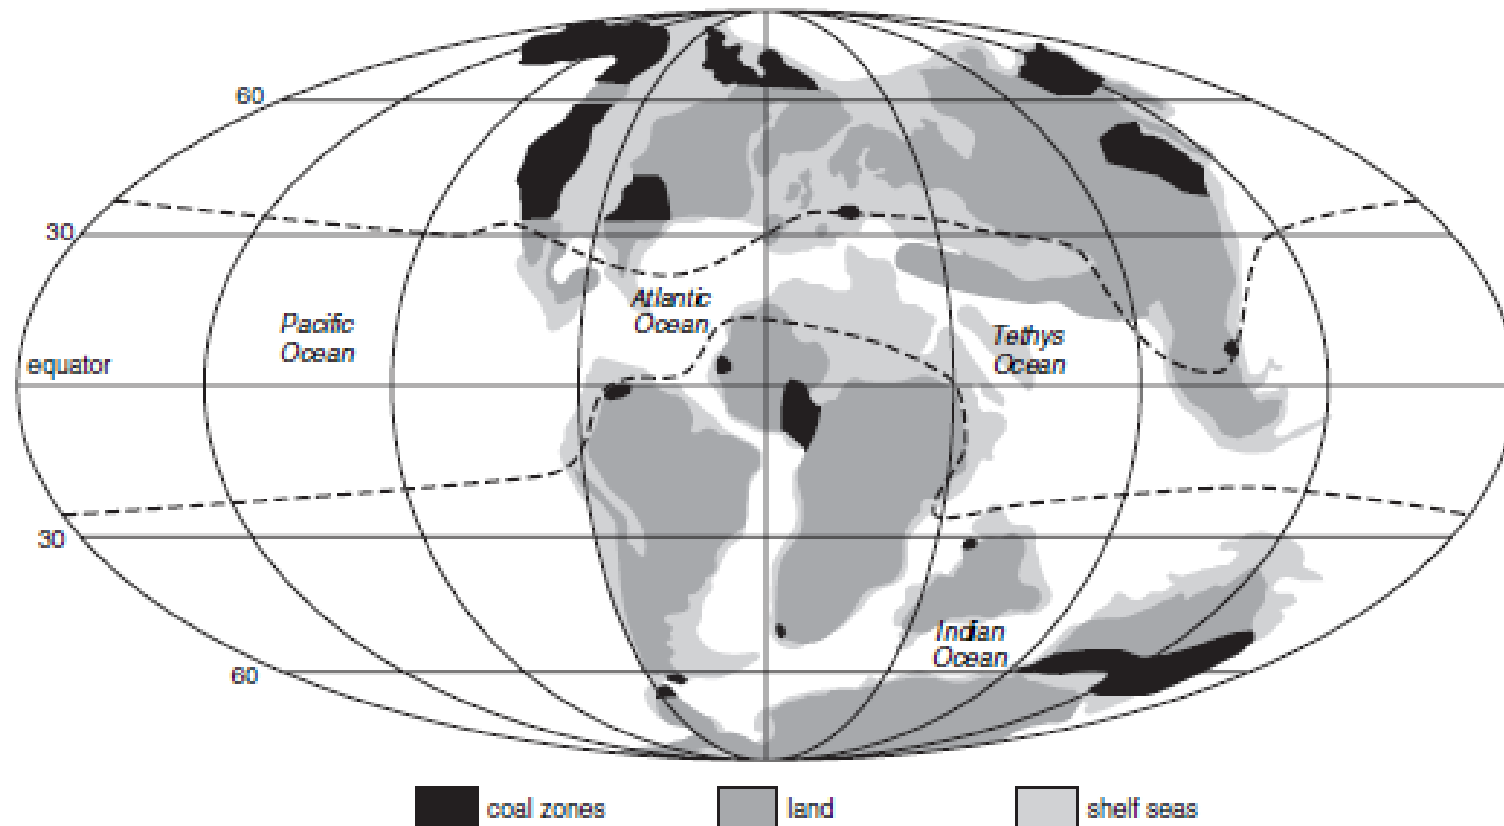 60
30
Pacific
Ocean
Atlantic
Ocean
Tethys
Ocean
equator
30
Indian
Ocean
60
coal zones
land
shelf seas